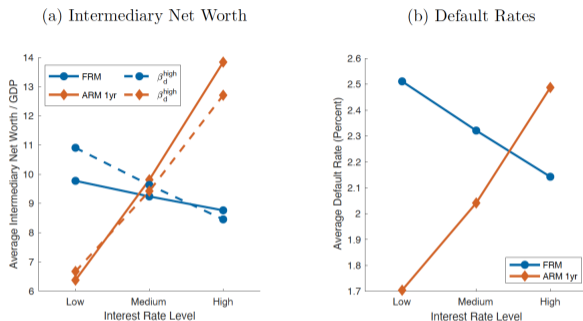 (a) Intermediary Net Worth
(b) Default Rates
Average Intermediary Net Worth / GDP
14
13
12
11
10
9
8
7
6
FRM
β_d^high
ARM 1yr
β_d^high
Low
Medium
High
Interest Rate Level
Average Default Rate (Percent)
2.6
2.5
2.4
2.3
2.2
2.1
2
1.9
1.8
1.7
FRM
ARM 1yr
Low
Medium
High
Interest Rate Level